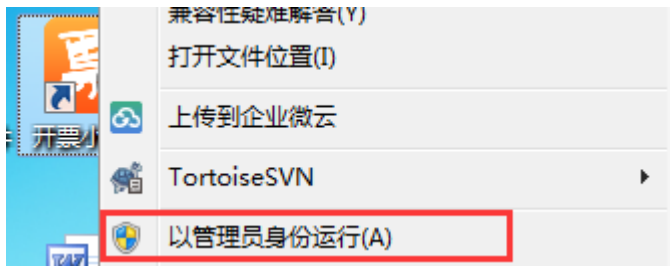 兼容性疑难解答(Y)
打开文件位置(I)
上传到企业微云
开票小
TortoiseSVN
以管理员身份运行(A)